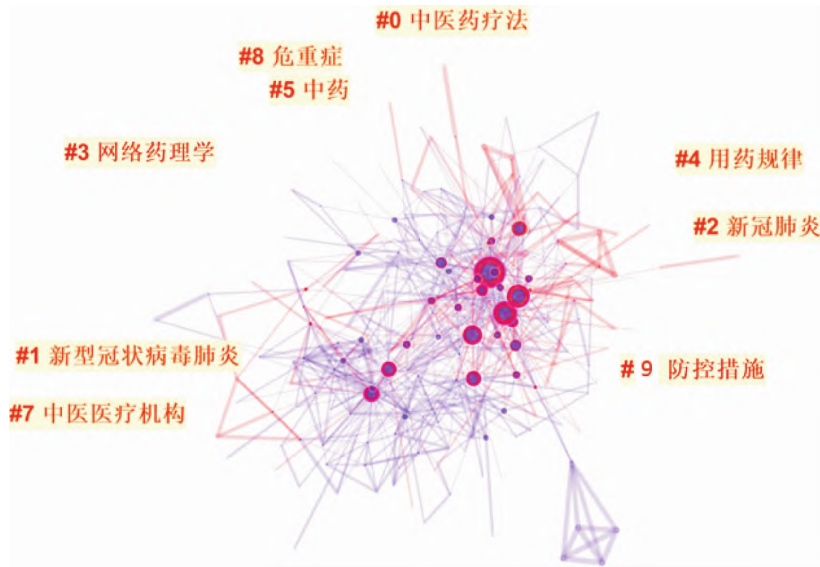 #0 中医药疗法
#8 危重症
#5 中药
#3 网络药理学
#4 用药规律
#2 新冠肺炎
#1 新型冠状病毒肺炎
# 9 防控措施
#7 中医医疗机构